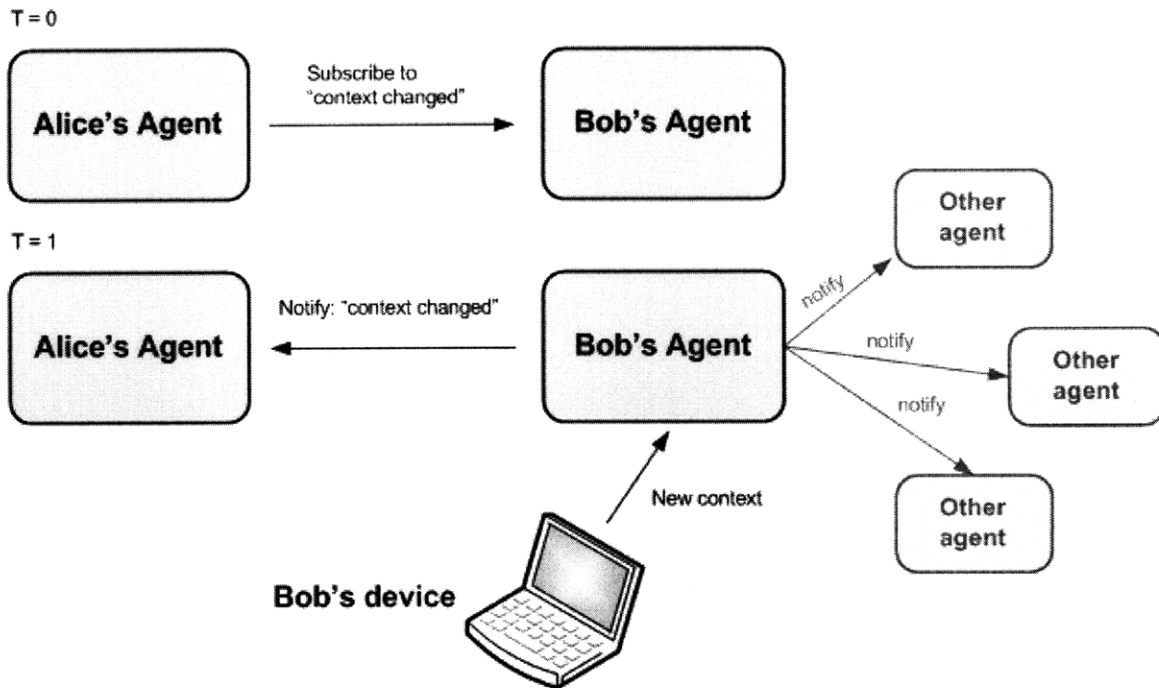 T = 0
Alice's Agent
Subscribe to
"context changed"
Bob's Agent
Other
agent
T = 1
Alice's Agent
Notify: "context changed"
Bob's Agent
notify
notify
Other
agent
notify
Other
agent
New context
Bob's device